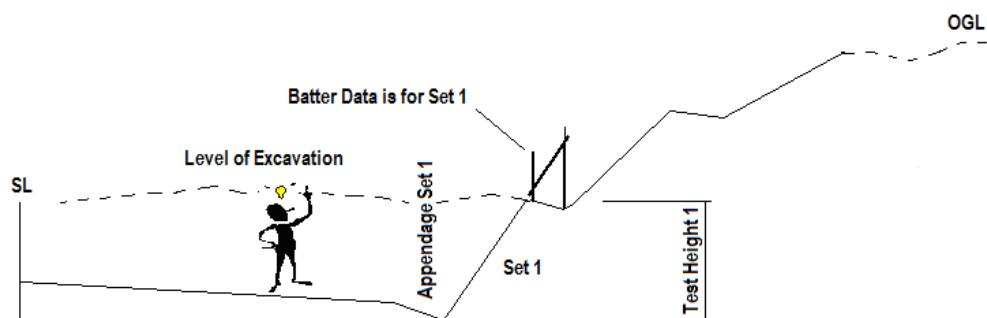 OGL
Batter Data is for Set 1
Level of Excavation
SL
Appendage Set 1
Set 1
Test Height 1